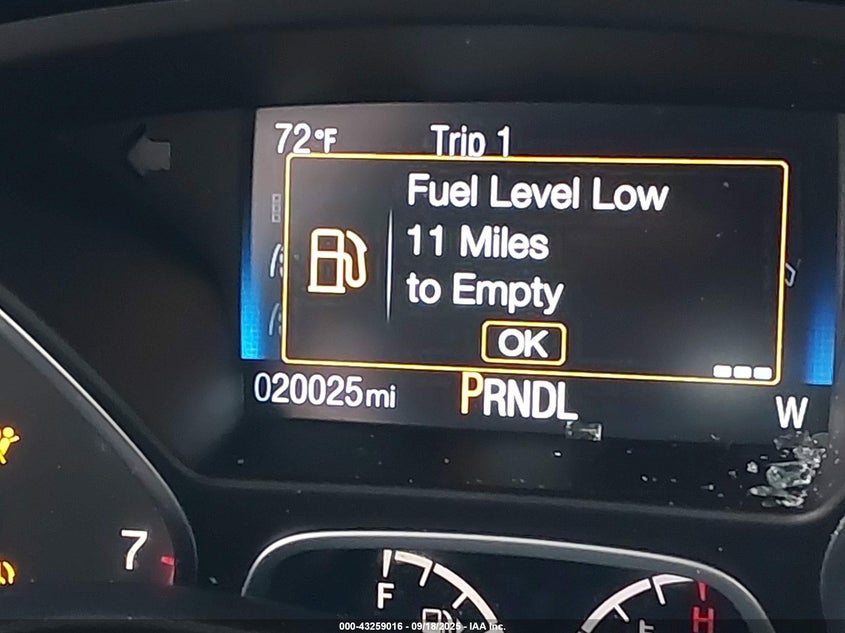 72°F Trip 1
Fuel Level Low
11 Miles
to Empty
OK
020025mi PRNDL W
7
F
H
000-43259016 - 09/18/2025 - IAA Inc.